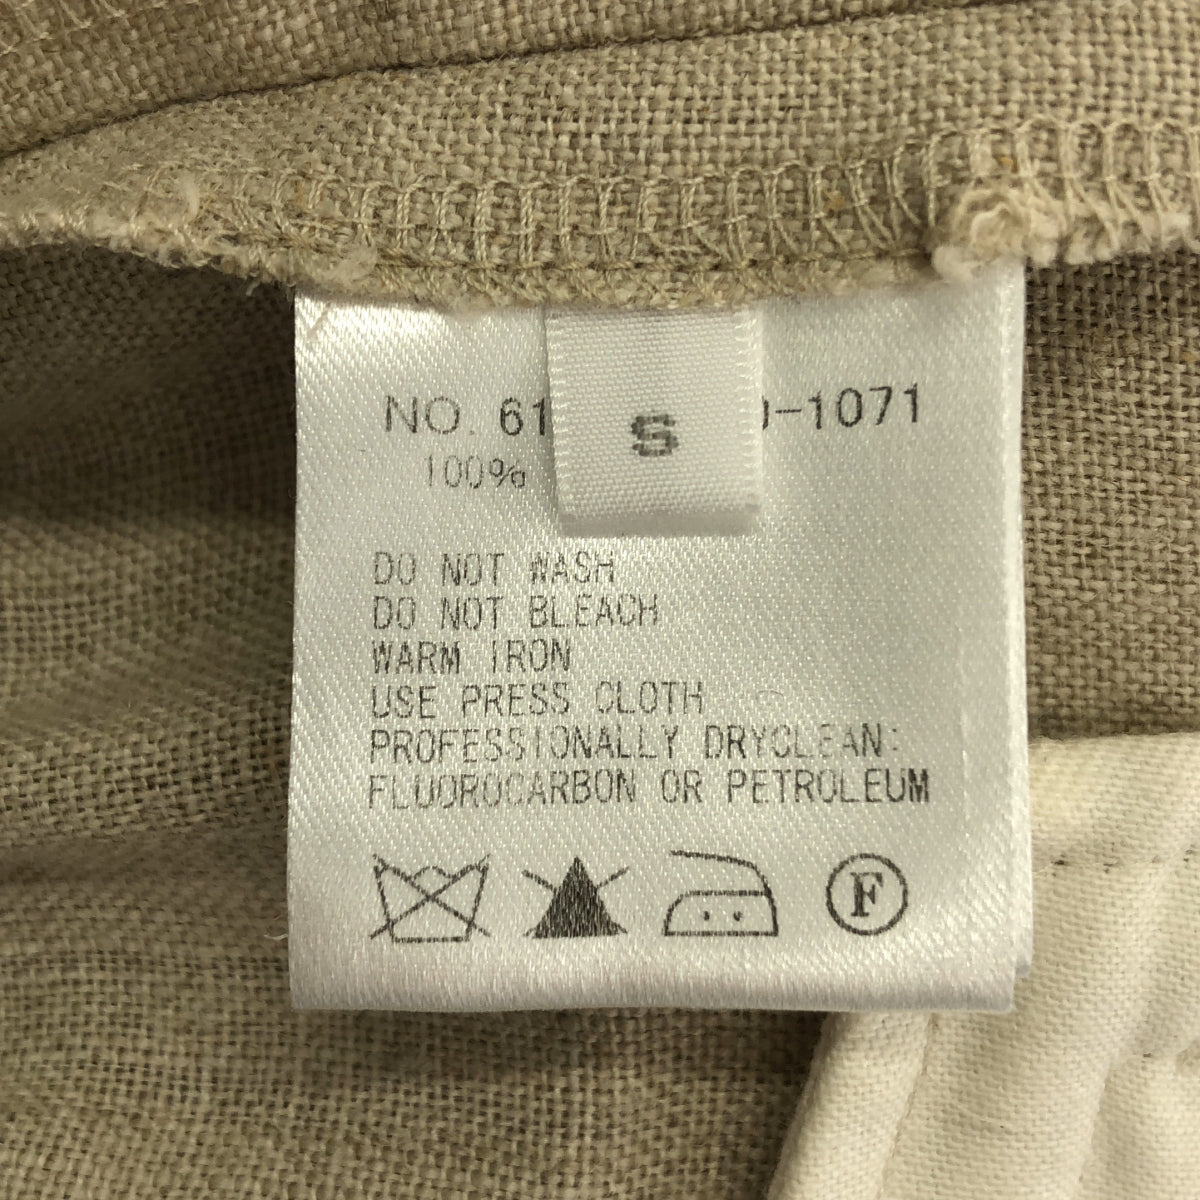 NO. 61
-1071
S
100%
DO NOT WASH
DO NOT BLEACH
WARM IRON
USE PRESS CLOTH
PROFESSIONALLY DRYCLEAN:
FLUOROCARBON OR PETROLEUM
F